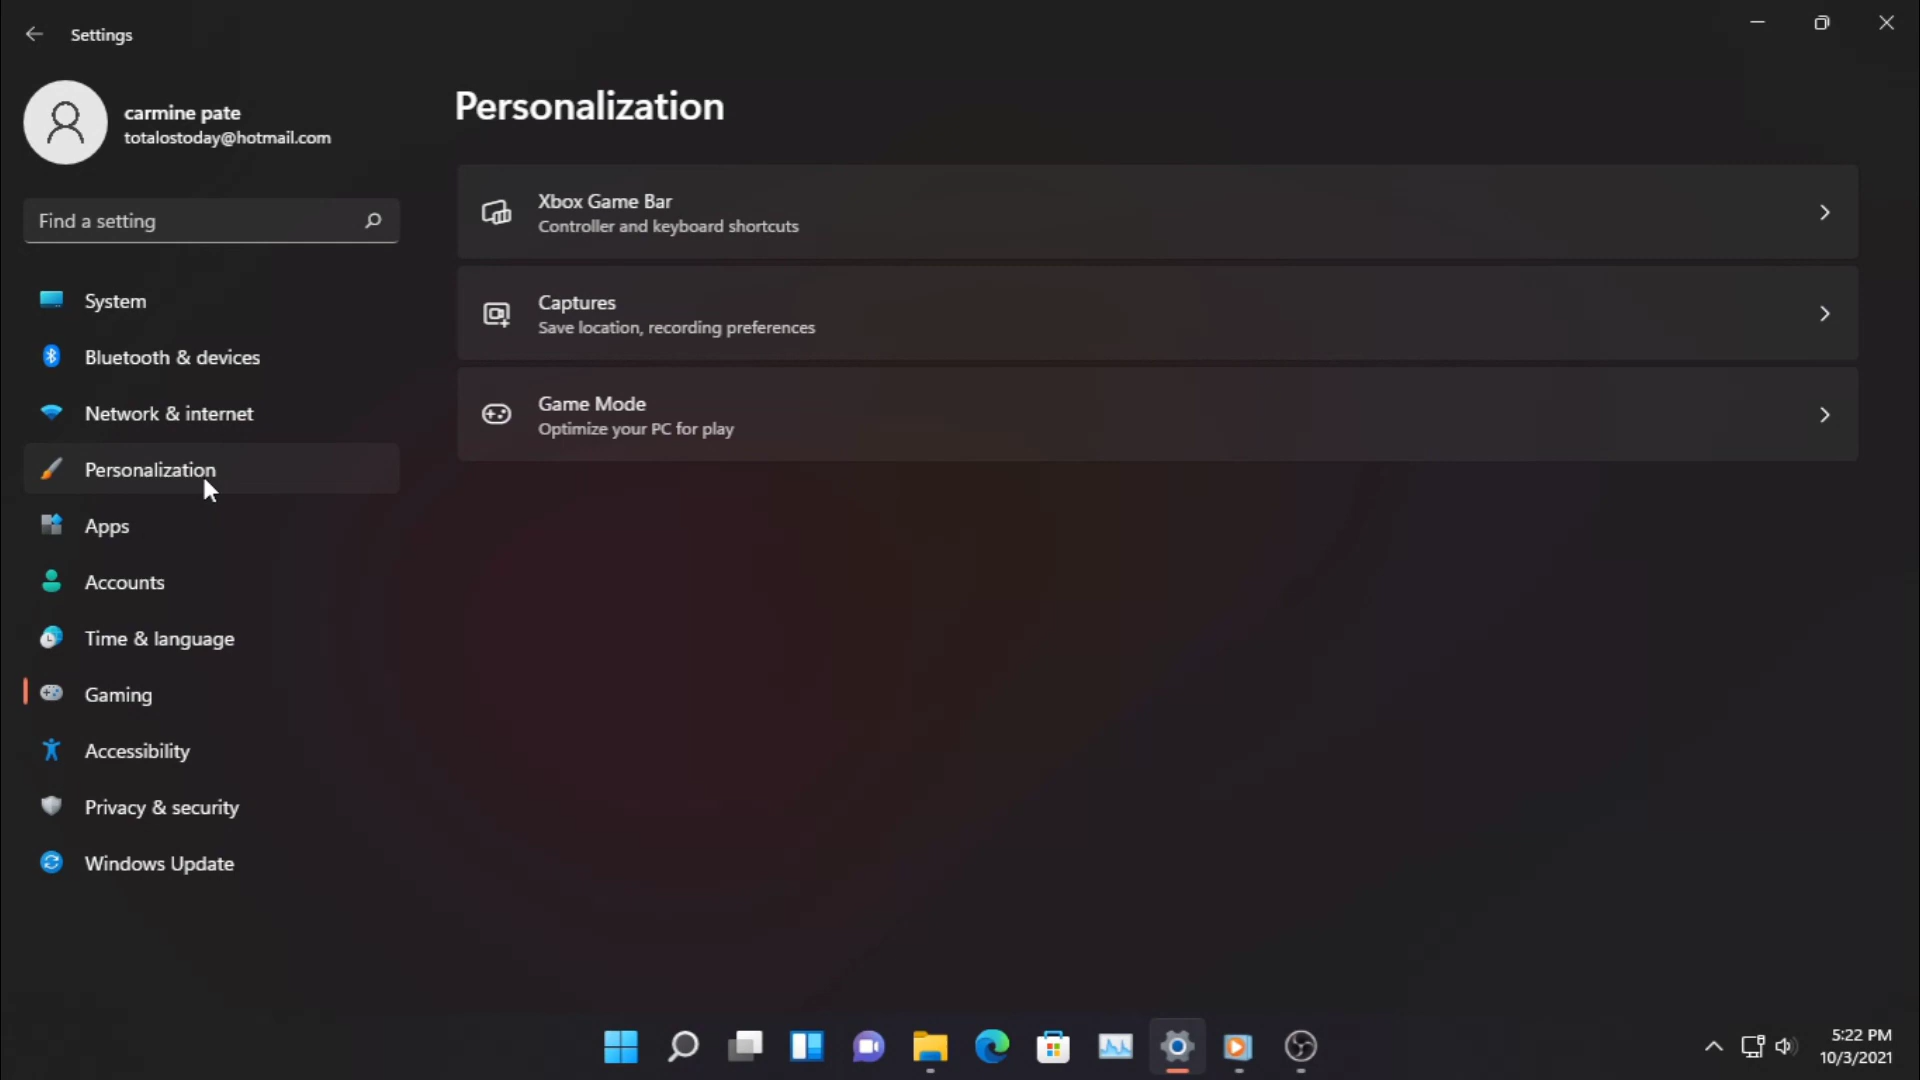 Settings
carmine pate
totalostoday@hotmail.com
Find a setting
System
Bluetooth & devices
Network & internet
Personalization
Apps
Accounts
Time & language
Gaming
Accessibility
Privacy & security
Windows Update
Personalization
Xbox Game Bar
Controller and keyboard shortcuts
Captures
Save location, recording preferences
Game Mode
Optimize your PC for play
5:22 PM
10/3/2021